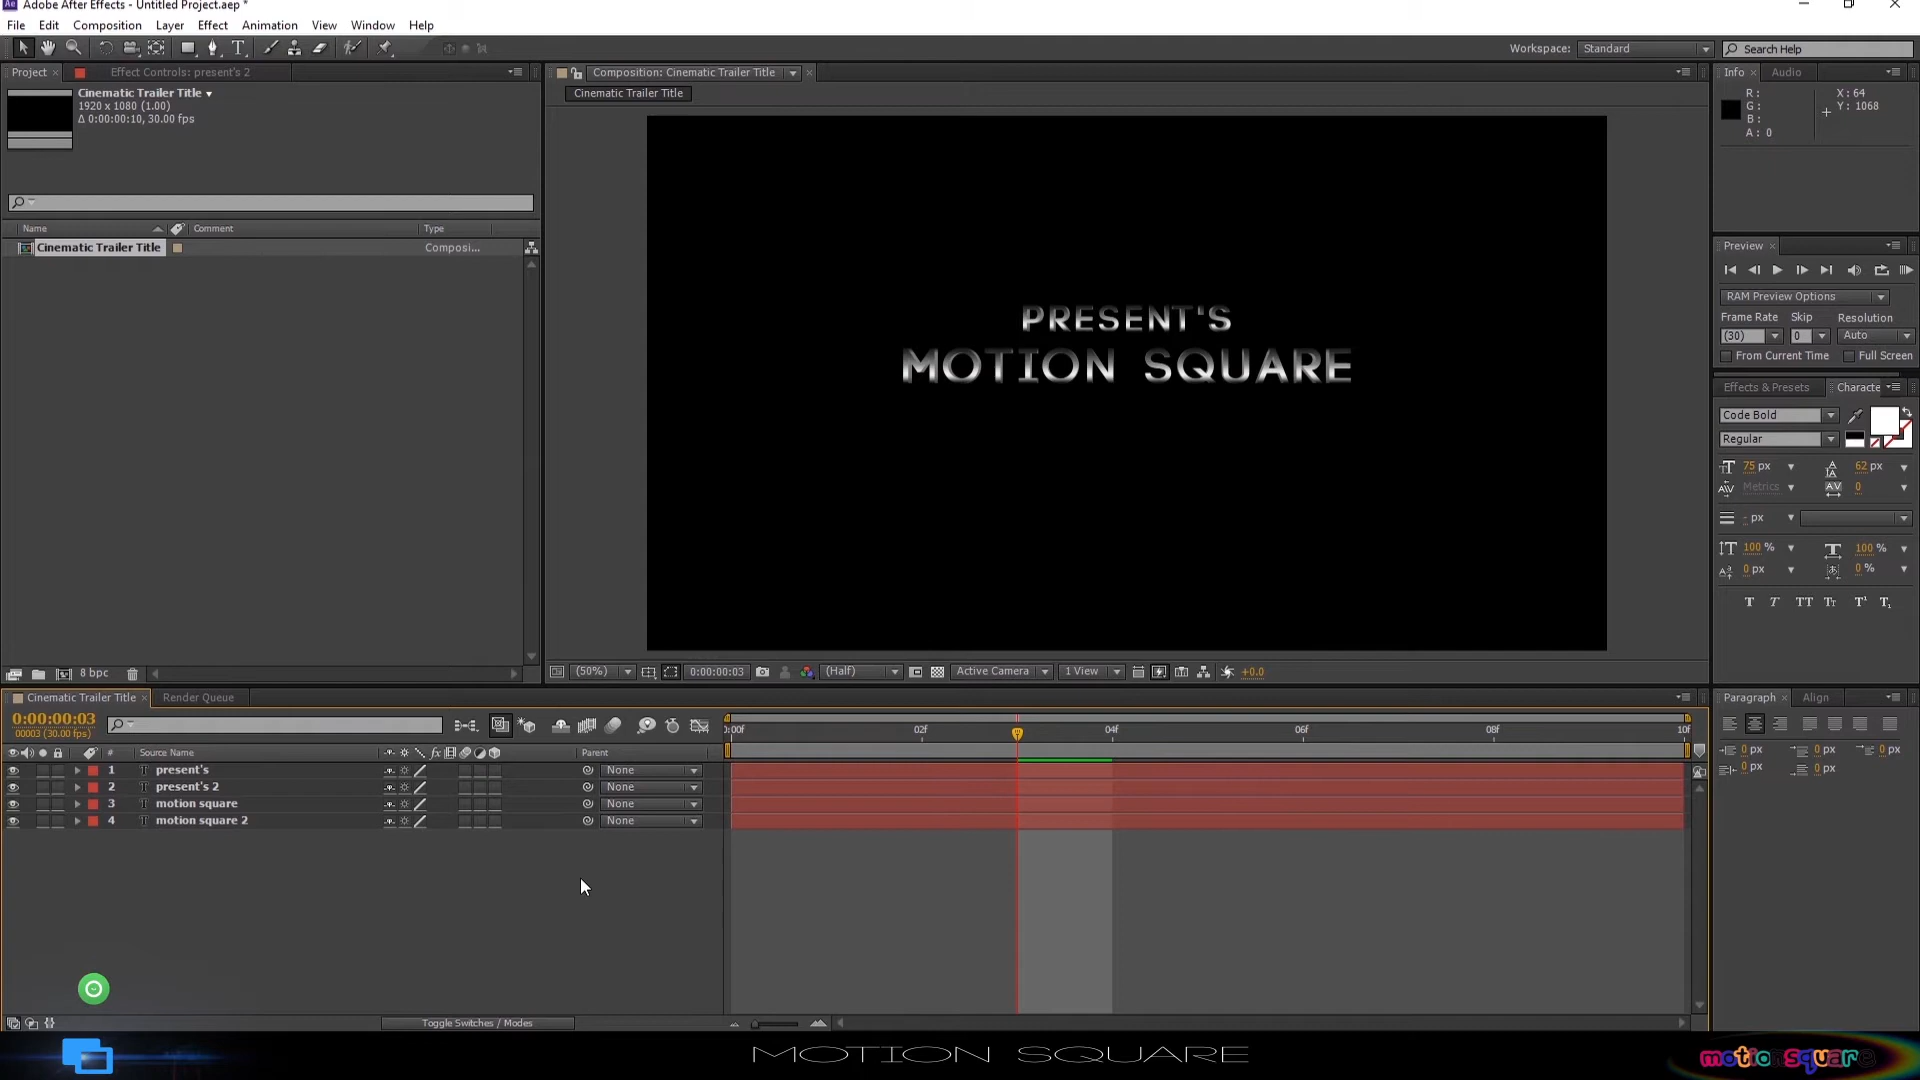 Adobe After Effects - Untitled Project.aep *
File Edit Composition Layer Effect Animation View Window Help
Workspace: Standard Search Help
Project Effect Controls: present's 2
Composition: Cinematic Trailer Title
Info Audio
Cinematic Trailer Title
1920 x 1080 (1.00)
Δ 0:00:00:10, 30.00 fps
Cinematic Trailer Title
R :
G :
B :
A : 0
X : 64
Y : 1068
Name Comment Type
Cinematic Trailer Title Composi...
PRESENT'S
MOTION SQUARE
Preview
RAM Preview Options
Frame Rate Skip Resolution
(30) 0 Auto
From Current Time Full Screen
Effects & Presets Characte
Code Bold
Regular
75 px 62 px
Metrics 0
- px
100 % 100 %
0 px 0 %
T T TT Tr T¹ T₁
8 bpc
(50%) 0:00:00:03 (Half) Active Camera 1 View +0.0
Cinematic Trailer Title Render Queue
0:00:00:03
00003 (30.00 fps)
0:00f 02f 04f 06f 08f 10f
# Source Name fx Parent
1 T present's None
2 T present's 2 None
3 T motion square None
4 T motion square 2 None
Paragraph Align
0 px 0 px 0 px
0 px 0 px
Toggle Switches / Modes
MOTION SQUARE
motionsquare